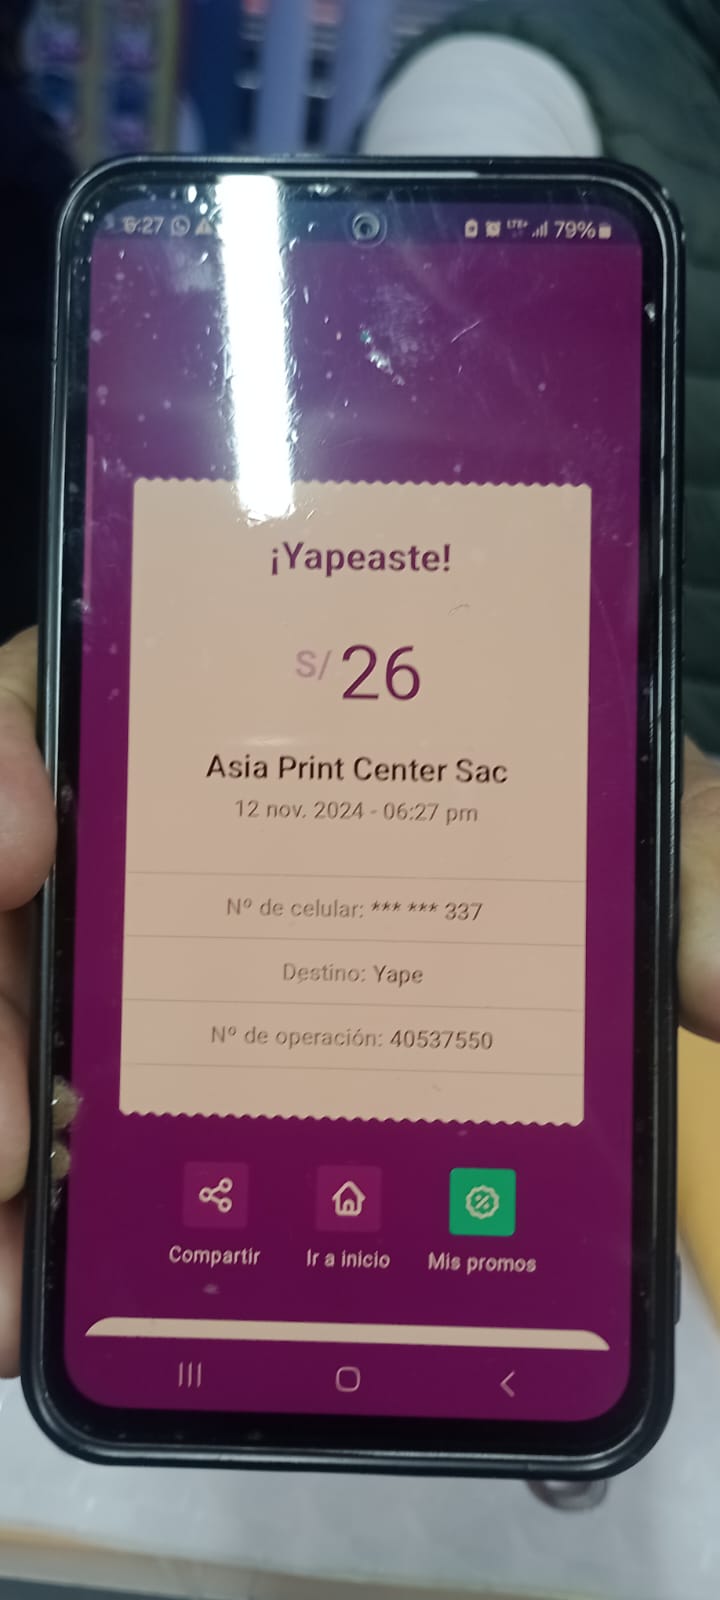 6:27 LTE+ 79%
¡Yapeaste!
S/ 26
Asia Print Center Sac
12 nov. 2024 - 06:27 pm
Nº de celular: *** *** 337
Destino: Yape
Nº de operación: 40537550
Compartir Ir a inicio Mis promos